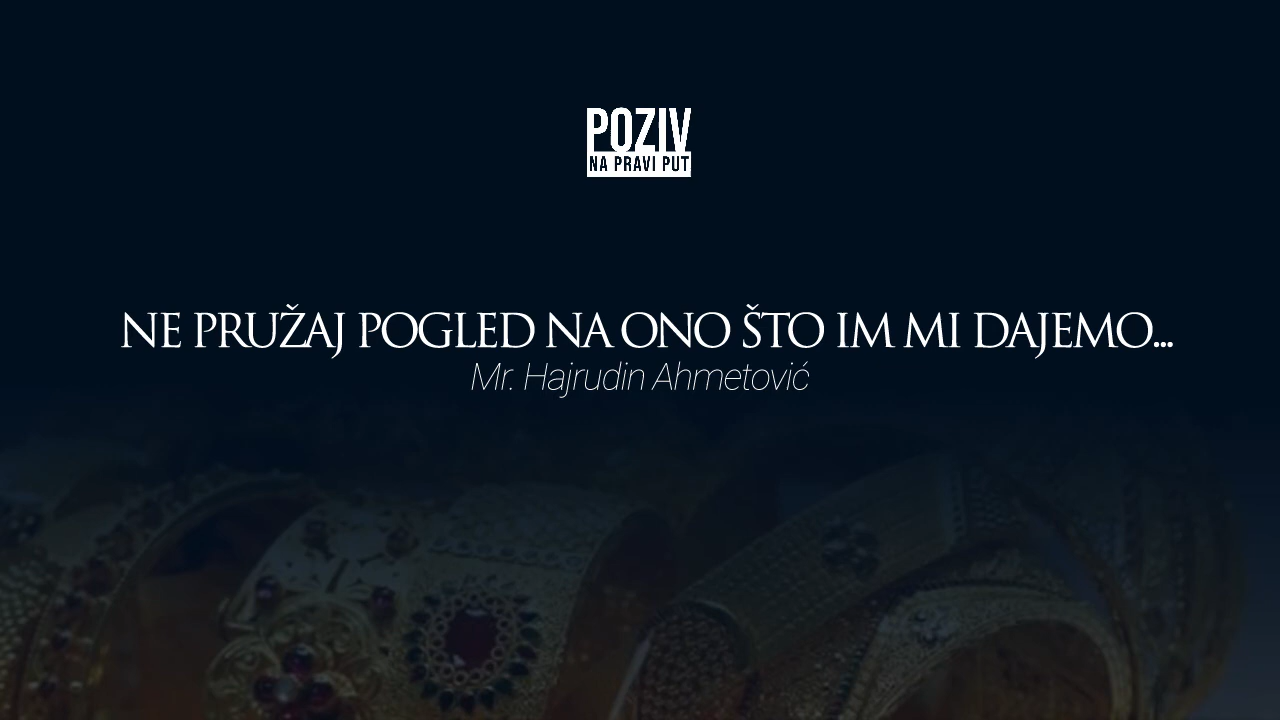 POZIV
NA PRAVI PUT
NE PRUŽAJ POGLED NA ONO ŠTO IM MI DAJEMO...
Mr. Hajrudin Ahmetović